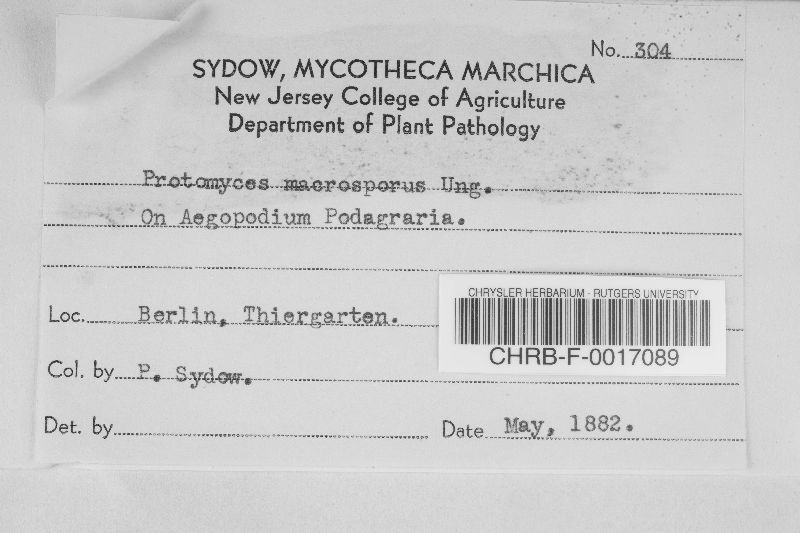 No. 304
SYDOW, MYCOTHECA MARCHICA
New Jersey College of Agriculture
Department of Plant Pathology
Protomyces macrosporus Ung.
On Aegopodium Podagraria.
Loc. Berlin, Thiergarten.
CHRYSLER HERBARIUM - RUTGERS UNIVERSITY
CHRB-F-0017089
Col. by P. Sydow.
Det. by
Date May, 1882.